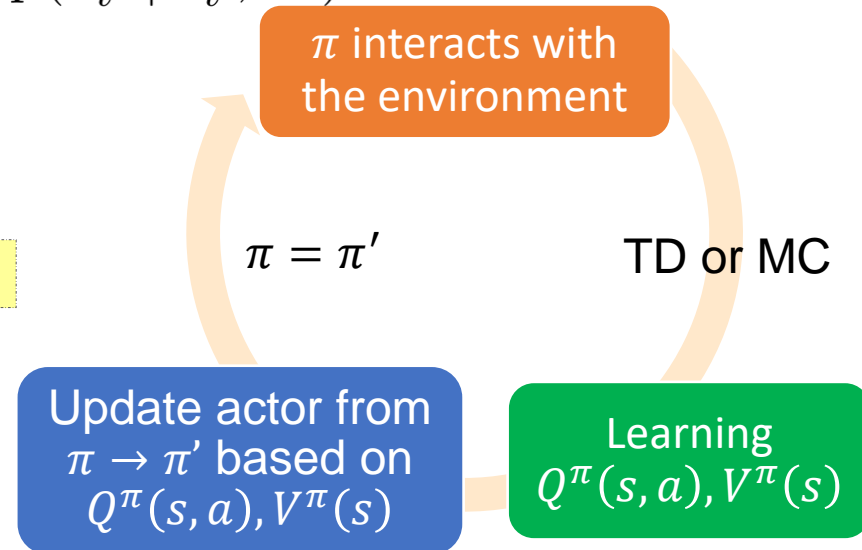 π interacts with
the environment
π = π′
TD or MC
Update actor from
π → π’ based on
Q^π(s, a), V^π(s)
Learning
Q^π(s, a), V^π(s)